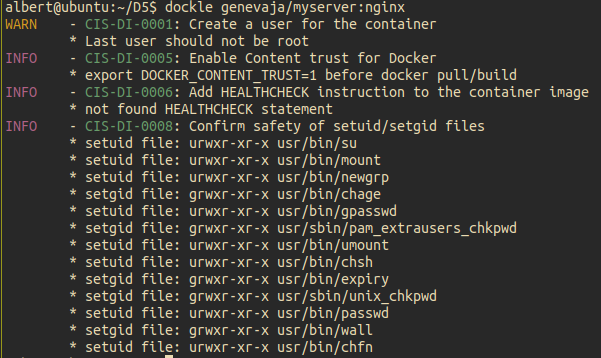 albert@ubuntu:~/D5$ dockle genevaja/myserver:nginx
WARN - CIS-DI-0001: Create a user for the container
* Last user should not be root
INFO - CIS-DI-0005: Enable Content trust for Docker
* export DOCKER_CONTENT_TRUST=1 before docker pull/build
INFO - CIS-DI-0006: Add HEALTHCHECK instruction to the container image
* not found HEALTHCHECK statement
INFO - CIS-DI-0008: Confirm safety of setuid/setgid files
* setuid file: urwxr-xr-x usr/bin/su
* setuid file: urwxr-xr-x usr/bin/mount
* setuid file: urwxr-xr-x usr/bin/newgrp
* setgid file: grwxr-xr-x usr/bin/chage
* setuid file: urwxr-xr-x usr/bin/gpasswd
* setgid file: grwxr-xr-x usr/sbin/pam_extrausers_chkpwd
* setuid file: urwxr-xr-x usr/bin/umount
* setuid file: urwxr-xr-x usr/bin/chsh
* setgid file: grwxr-xr-x usr/bin/expiry
* setgid file: grwxr-xr-x usr/sbin/unix_chkpwd
* setuid file: urwxr-xr-x usr/bin/passwd
* setgid file: grwxr-xr-x usr/bin/wall
* setuid file: urwxr-xr-x usr/bin/chfn